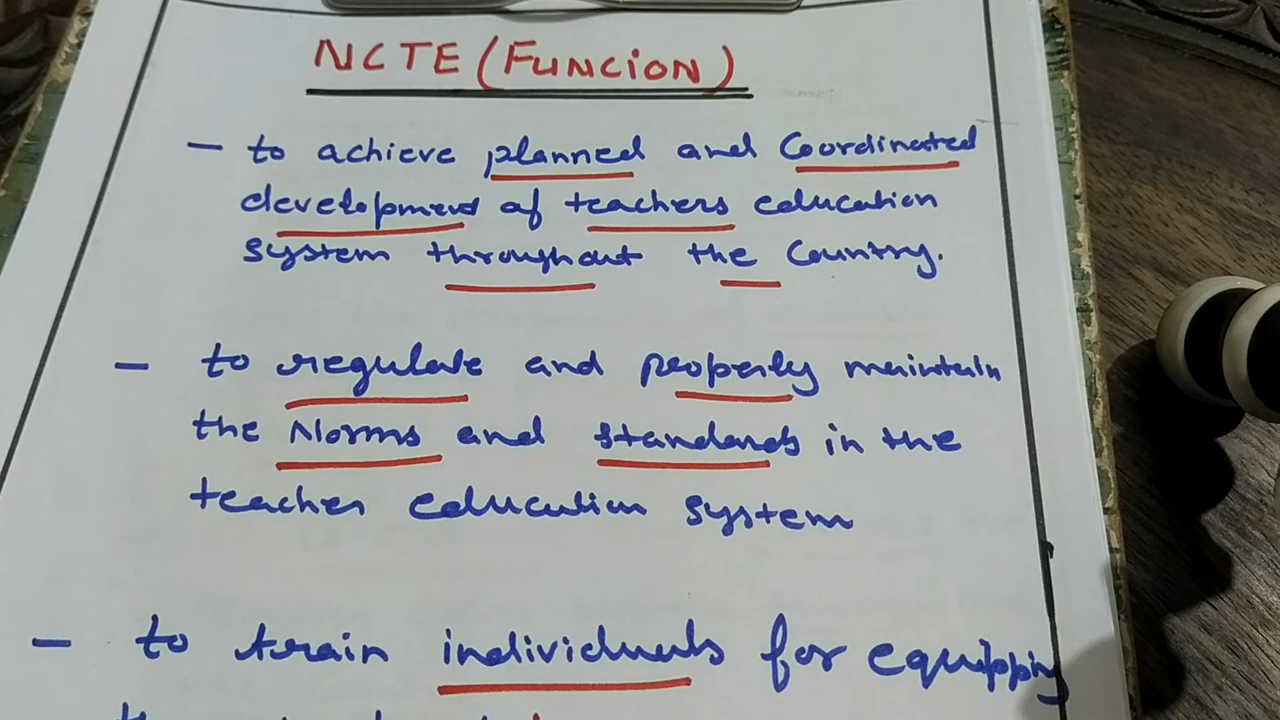 NCTE (FUNCION)
- to achieve planned and Coordinated
development of teachers education
system throughout the Country.
- to regulate and properly maintain
the Norms and standards in the
teacher education system
- to train individuals for equipping